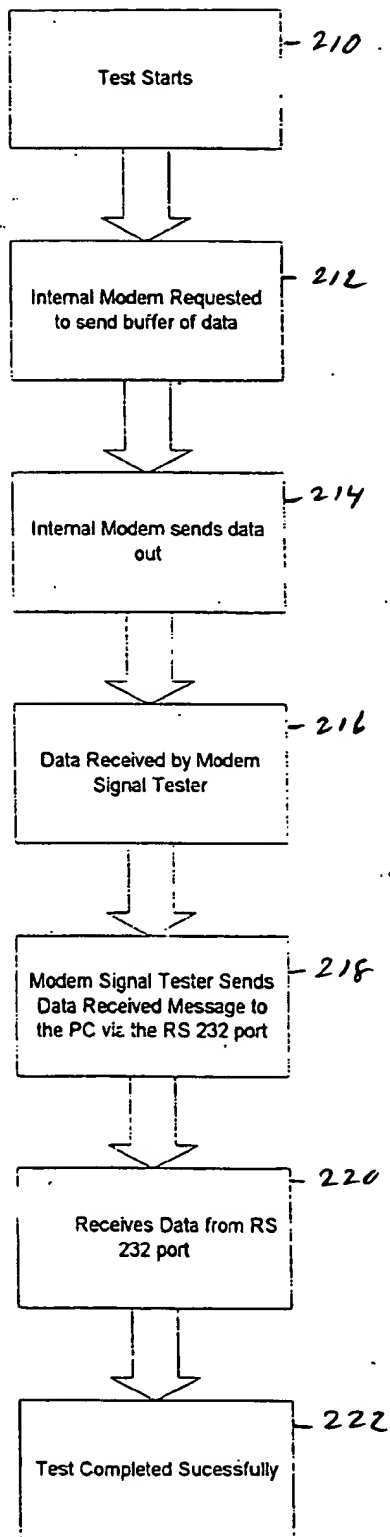 210
Test Starts
212
Internal Modem Requested
to send buffer of data
214
Internal Modem sends data
out
216
Data Received by Modem
Signal Tester
218
Modem Signal Tester Sends
Data Received Message to
the PC via the RS 232 port
220
Receives Data from RS
232 port
222
Test Completed Sucessfully